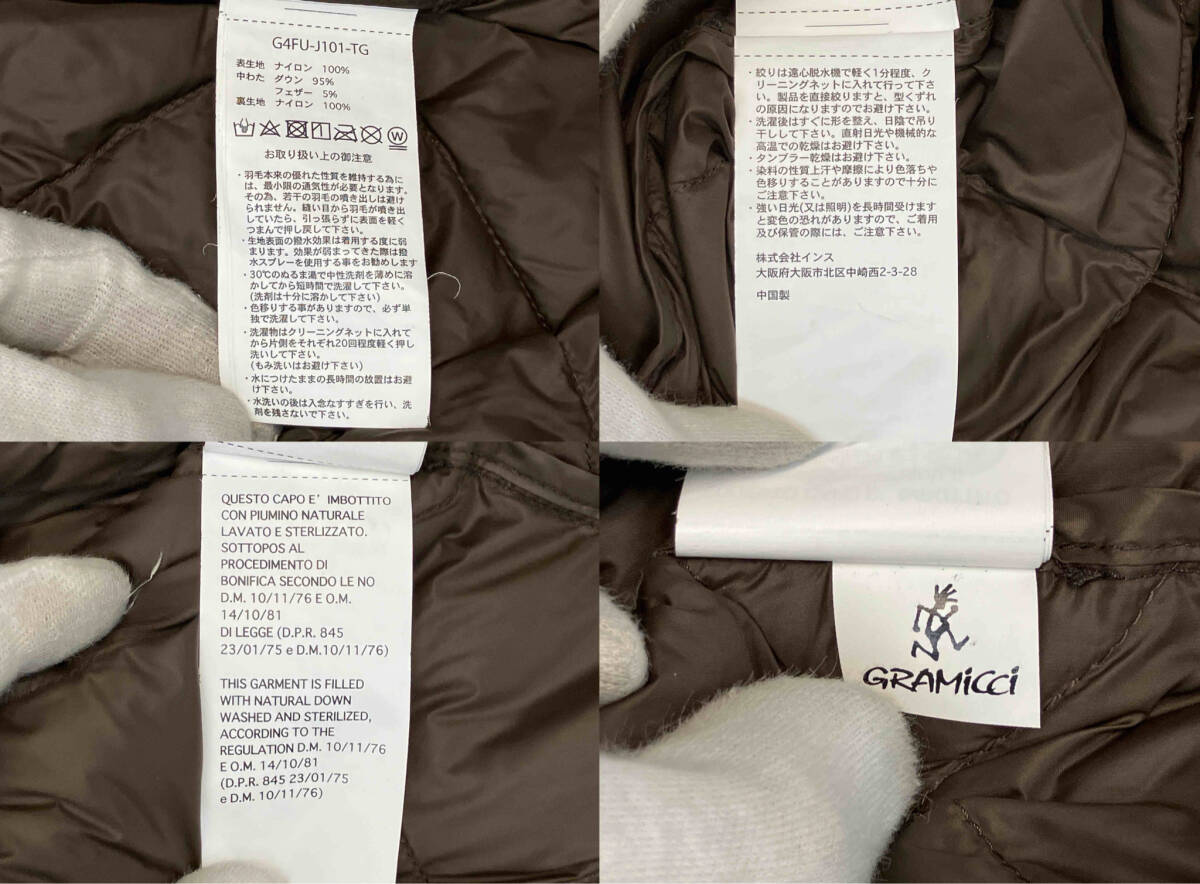 G4FU-J101-TG
表生地 ナイロン 100%
中わた ダウン 95%
フェザー 5%
裏生地 ナイロン 100%
お取り扱い上の御注意
・羽毛本来の優れた性質を維持する為に
は、最小限の通気性が必要となります。
その為、若干の羽毛の噴き出しは避け
られません。縫い目から羽毛が噴き出
していたら、引っ張らずに表面を軽く
つまんで押し戻して下さい。
・生地表面の撥水効果は着用する度に弱
まります。効果が弱まってきた際は撥
水スプレーを使用する事をお勧めします
・30℃のぬるま湯で中性洗剤を薄めに溶
かしてから短時間で洗濯して下さい。
(洗剤は十分に溶かして下さい)
・色移りする事がありますので、必ず単
独で洗濯して下さい。
・洗濯物はクリーニングネットに入れて
から片側をそれぞれ20回程度軽く押し
洗いして下さい。
(もみ洗いはお避け下さい)
・水につけたままの長時間の放置はお避
け下さい。
・水洗いの後は入念なすすぎを行い、洗
剤を残さないで下さい。
・絞りは遠心脱水機で軽く1分程度、ク
リーニングネットに入れて行って下さ
い。製品を直接絞りますと、型くずれ
の原因になりますのでお避け下さい。
・洗濯後はすぐに形を整え、日陰で吊り
干しして下さい。直射日光や機械的な
高温での乾燥はお避け下さい。
・タンブラー乾燥はお避け下さい。
・染料の性質上汗や摩擦により色落ちや
色移りすることがありますので十分に
ご注意下さい。
・強い日光(又は照明)を長時間受けます
と変色の恐れがありますので、ご着用
及び保管の際には、ご注意下さい。
株式会社インス
大阪府大阪市北区中崎西2-3-28
中国製
QUESTO CAPO E' IMBOTTITO
CON PIUMINO NATURALE
LAVATO E STERLIZZATO.
SOTTOPOS AL
PROCEDIMENTO DI
BONIFICA SECONDO LE NO
D.M. 10/11/76 E O.M.
14/10/81
DI LEGGE (D.P.R. 845
23/01/75 e D.M.10/11/76)
THIS GARMENT IS FILLED
WITH NATURAL DOWN
WASHED AND STERILIZED,
ACCORDING TO THE
REGULATION D.M. 10/11/76
E O.M. 14/10/81
(D.P.R. 845 23/01/75
e D.M. 10/11/76)
GRAMiCCi